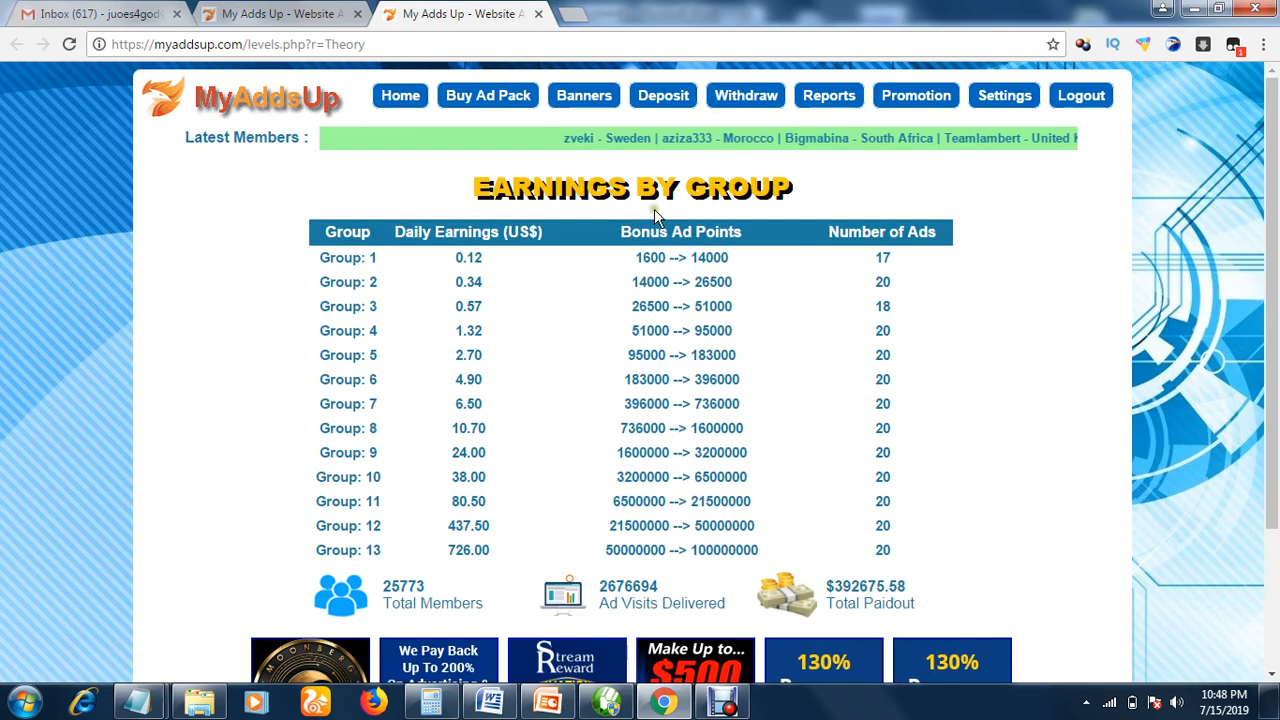 Inbox (617) - juoes4god
My Adds Up - Website A
My Adds Up - Website A
https://myaddsup.com/levels.php?r=Theory
IQ
1
MyAddsUp
Home Buy Ad Pack Banners Deposit Withdraw Reports Promotion Settings Logout
Latest Members : zveki - Sweden | aziza333 - Morocco | Bigmabina - South Africa | Teamlambert - United
EARNINGS BY GROUP
Group Daily Earnings (US$) Bonus Ad Points Number of Ads
Group: 1 0.12 1600 --> 14000 17
Group: 2 0.34 14000 --> 26500 20
Group: 3 0.57 26500 --> 51000 18
Group: 4 1.32 51000 --> 95000 20
Group: 5 2.70 95000 --> 183000 20
Group: 6 4.90 183000 --> 396000 20
Group: 7 6.50 396000 --> 736000 20
Group: 8 10.70 736000 --> 1600000 20
Group: 9 24.00 1600000 --> 3200000 20
Group: 10 38.00 3200000 --> 6500000 20
Group: 11 80.50 6500000 --> 21500000 20
Group: 12 437.50 21500000 --> 50000000 20
Group: 13 726.00 50000000 --> 100000000 20
25773
Total Members
2676694
Ad Visits Delivered
$392675.58
Total Paidout
MOONBER
We Pay Back
Up To 200%
Stream
Reward
Make Up to...
$500
130%
130%
10:48 PM
7/15/2019